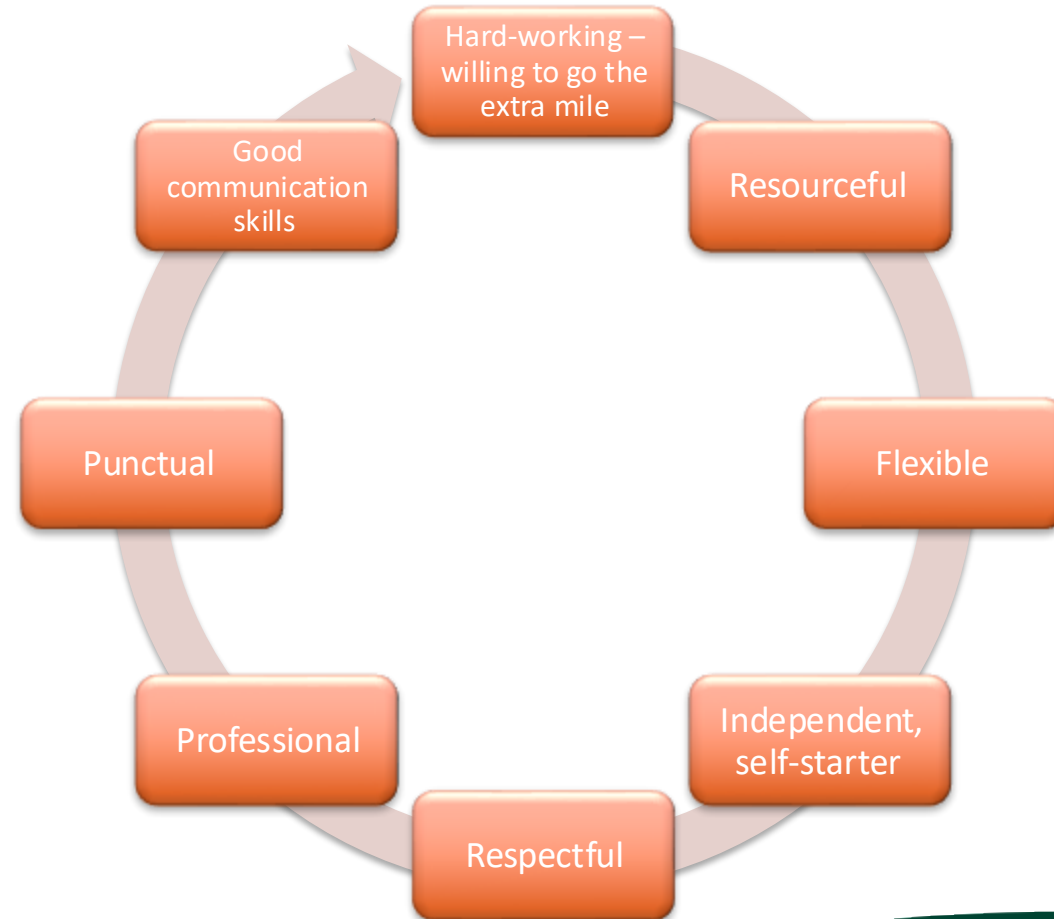 Hard-working –
willing to go the
extra mile
Resourceful
Flexible
Independent,
self-starter
Respectful
Professional
Punctual
Good
communication
skills